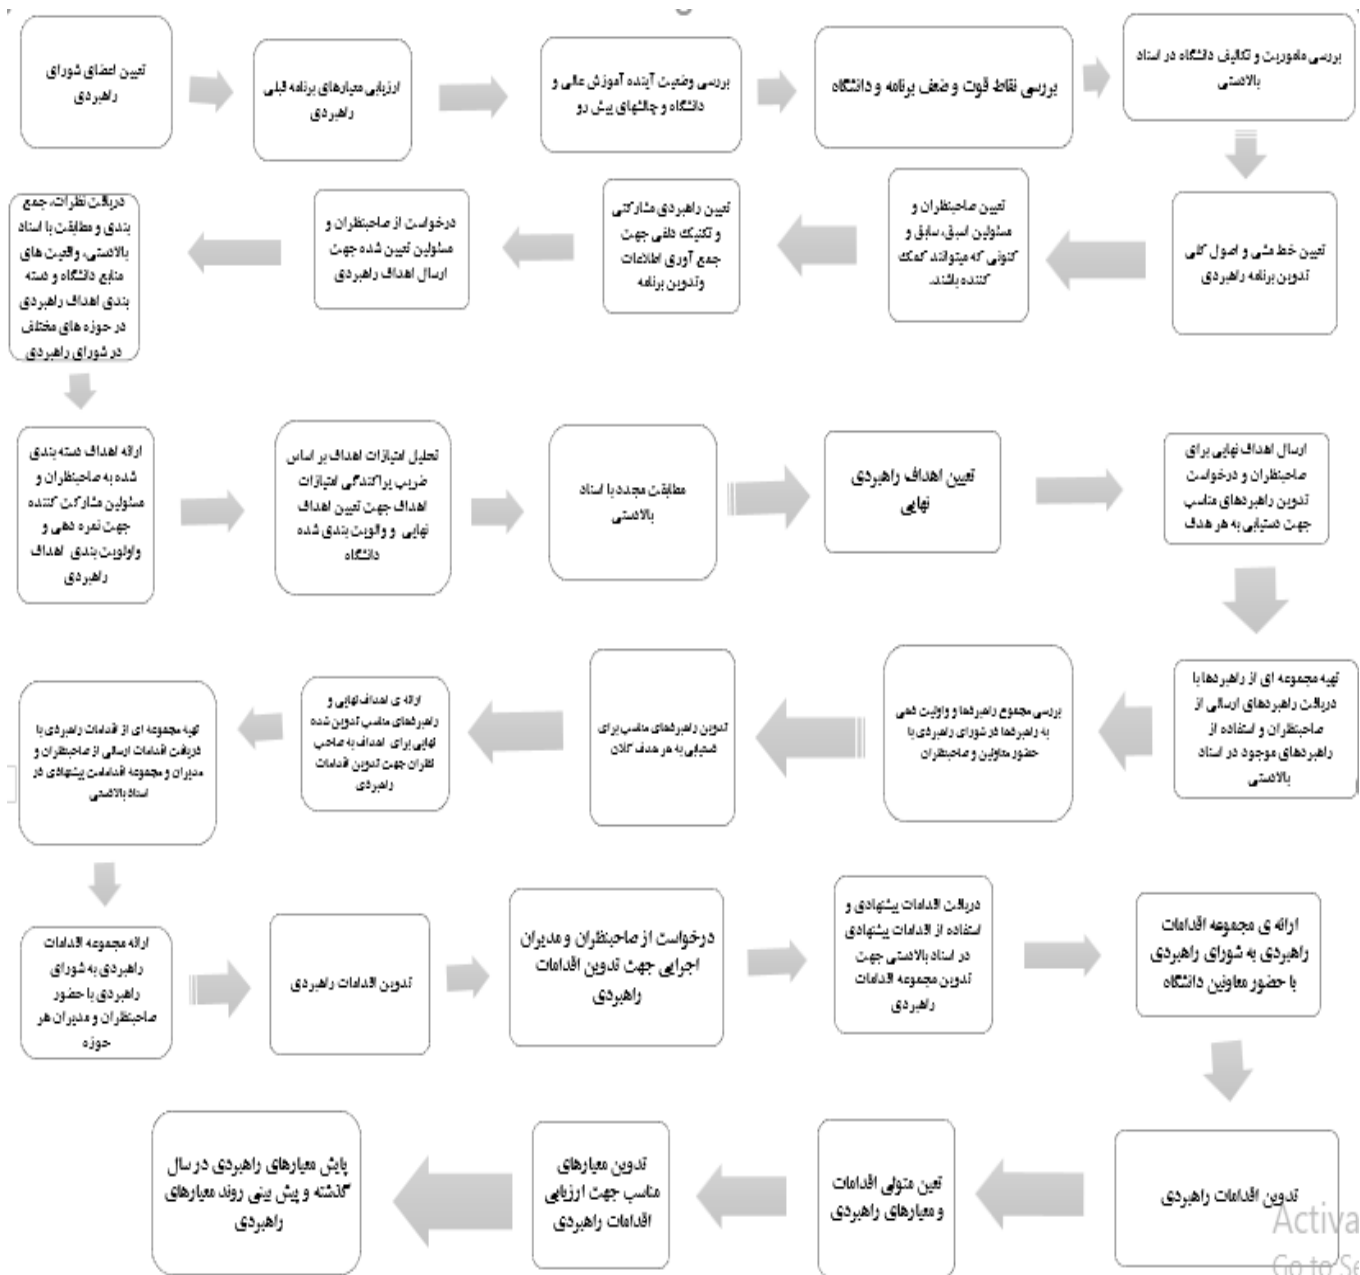 تعیین اعضای شورای
راهبردی
ارزیابی معیارهای برنامه قبلی
راهبردی
بررسی وضعیت آینده آموزش عالی و
دانشگاه و چالشهای پیش رو
بررسی نقاط قوت و ضعف برنامه و دانشگاه
بررسی ماموریت و تکالیف دانشگاه در اسناد
بالادستی
تعیین خط مشی و اصول کلی
تدوین برنامه راهبردی
تعیین صاحبنظران و
مسئولین اسبق، سابق و
کنونی که میتوانند کمک
کننده باشند.
تعیین راهبردی مشارکتی
و تکنیک دلفی جهت
جمع آوری اطلاعات
وتدوین برنامه
درخواست از صاحبنظران و
مسئولین تعیین شده جهت
ارسال اهداف راهبردی
دریافت نظرات، جمع
بندی و مطابقت با اسناد
بالادستی، واقعیت های
منابع دانشگاه و دسته
بندی اهداف راهبردی
در حوزه های مختلف
در شورای راهبردی
ارائه اهداف دسته بندی
شده به صاحبنظران و
مسئولین مشارکت کننده
جهت نمره دهی و
واولویت بندی اهداف
راهبردی
تحلیل امتیازات اهداف بر اساس
ضریب پراکندگی امتیازات
اهداف جهت تعیین اهداف
نهایی و والویت بندی شده
دانشگاه
مطابقت مجدد با اسناد
بالادستی
تعیین اهداف راهبردی
نهایی
ارسال اهداف نهایی برای
صاحبنظران و درخواست
تدوین راهبردهای مناسب
جهت دستیابی به هر هدف
تهیه مجموعه ای از راهبردها با
دریافت راهبردهای ارسالی از
صاحبنظران و استفاده از
راهبردهای موجود در اسناد
بالادستی
بررسی مجموع راهبردها و واولیت دهی
به راهبردها در شورای راهبردی با
حضور معاونین و صاحبنظران
تدوین راهبردهای مناسب برای
دستیابی به هر هدف کلان
ارائه ی اهداف نهایی و
راهبردهای مناسب تدوین شده
نهایی برای اهداف به صاحب
نظران جهت تدوین اقدامات
راهبردی
تهیه مجموعه ای از اقدامات راهبردی با
دریافت اقدامات ارسالی از صاحبنظران و
مدیران و مجموعه اقدامامت پیشنهادی در
اسناد بالادستی
ارائه مجموعه اقدامات
راهبردی به شورای
راهبردی با حضور
صاحبنظران و مدیران هر
حوزه
تدوین اقدامات راهبردی
درخواست از صاحبنظران و مدیران
اجرایی جهت تدوین اقدامات
راهبردی
دریافت اقدامات پیشنهادی و
استفاده از اقدامات پیشنهادی
در اسناد بالادستی جهت
تدوین مجموعه اقدامات
راهبردی
ارائه ی مجموعه اقدامات
راهبردی به شورای راهبردی
با حضور معاونین دانشگاه
تدوین اقدامات راهبردی
تعین متولی اقدامات
و معیارهای راهبردی
تدوین معیارهای
مناسب جهت ارزیابی
اقدامات راهبردی
پایش معیارهای راهبردی در سال
گذشته و پیش بینی روند معیارهای
راهبردی
Activa
Go to Se